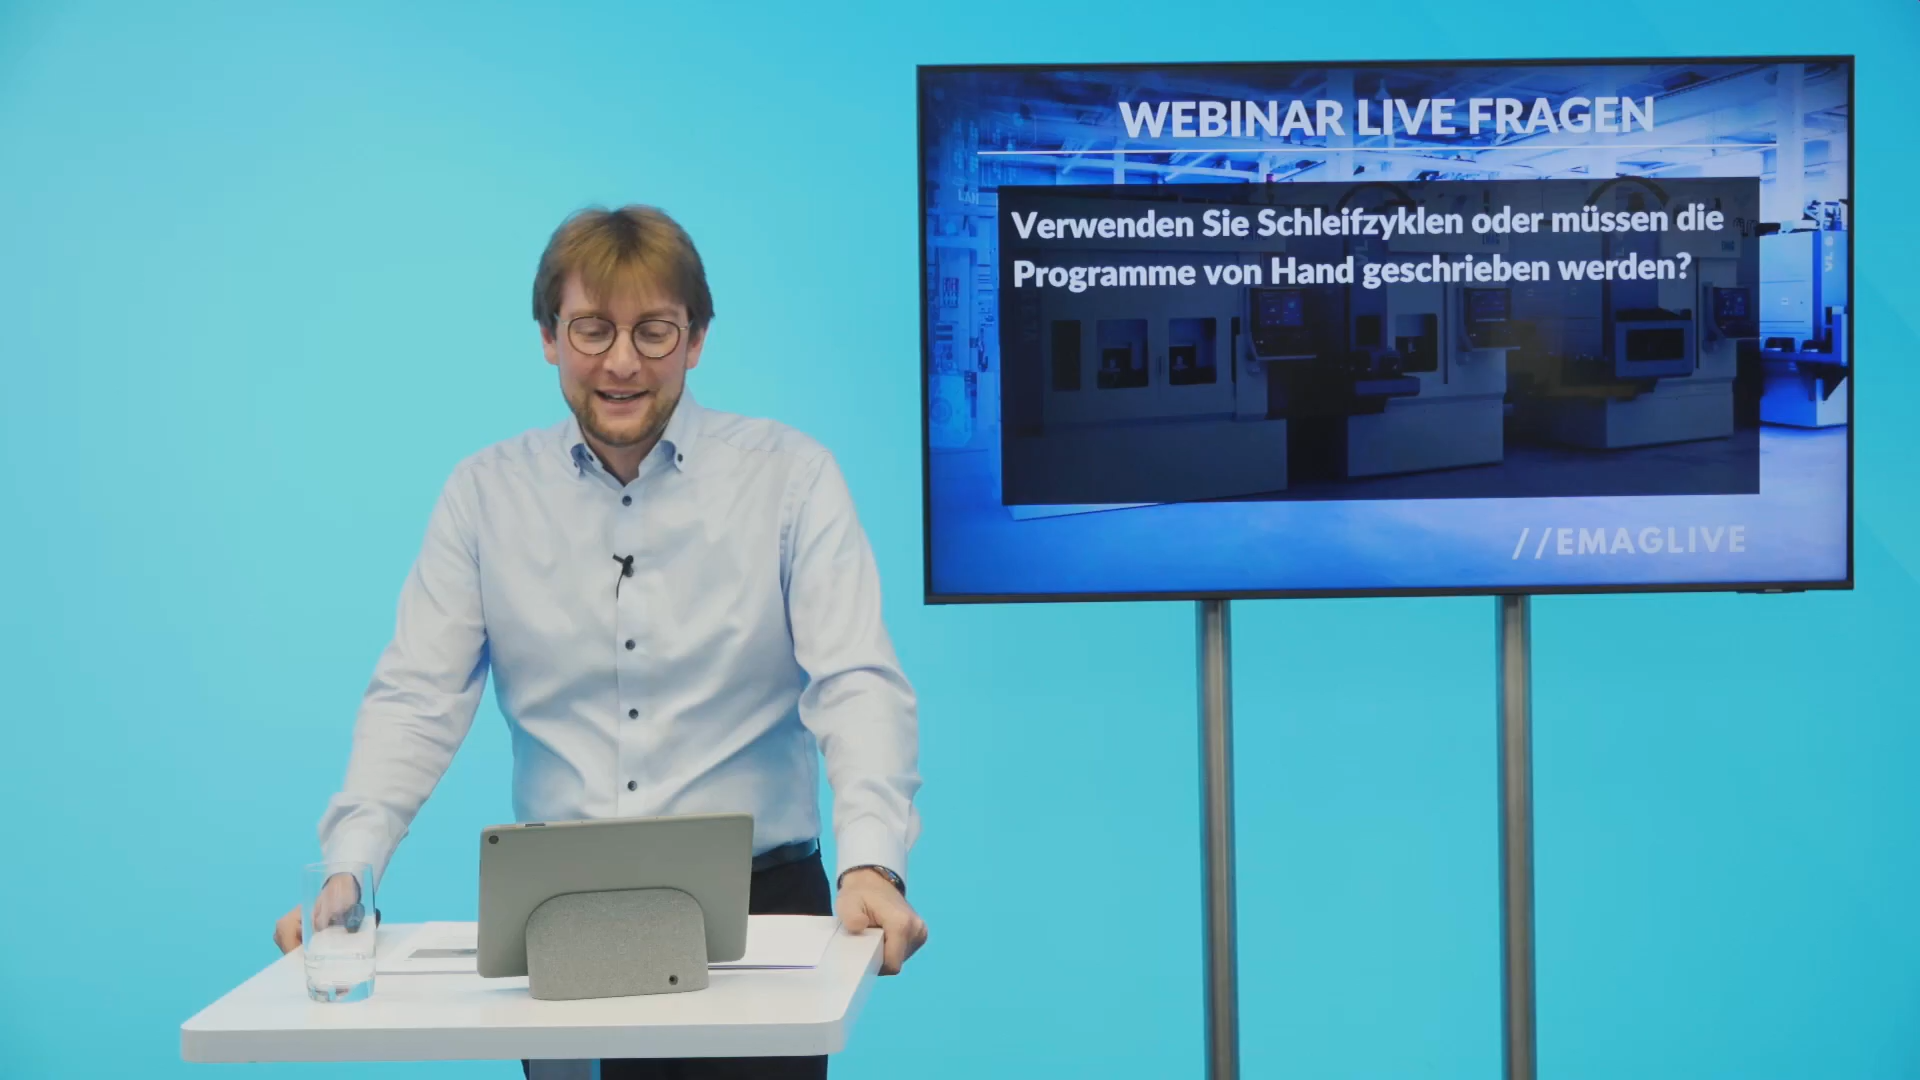 WEBINAR LIVE FRAGEN
Verwenden Sie Schleifzyklen oder müssen die
Programme von Hand geschrieben werden?
//EMAGLIVE